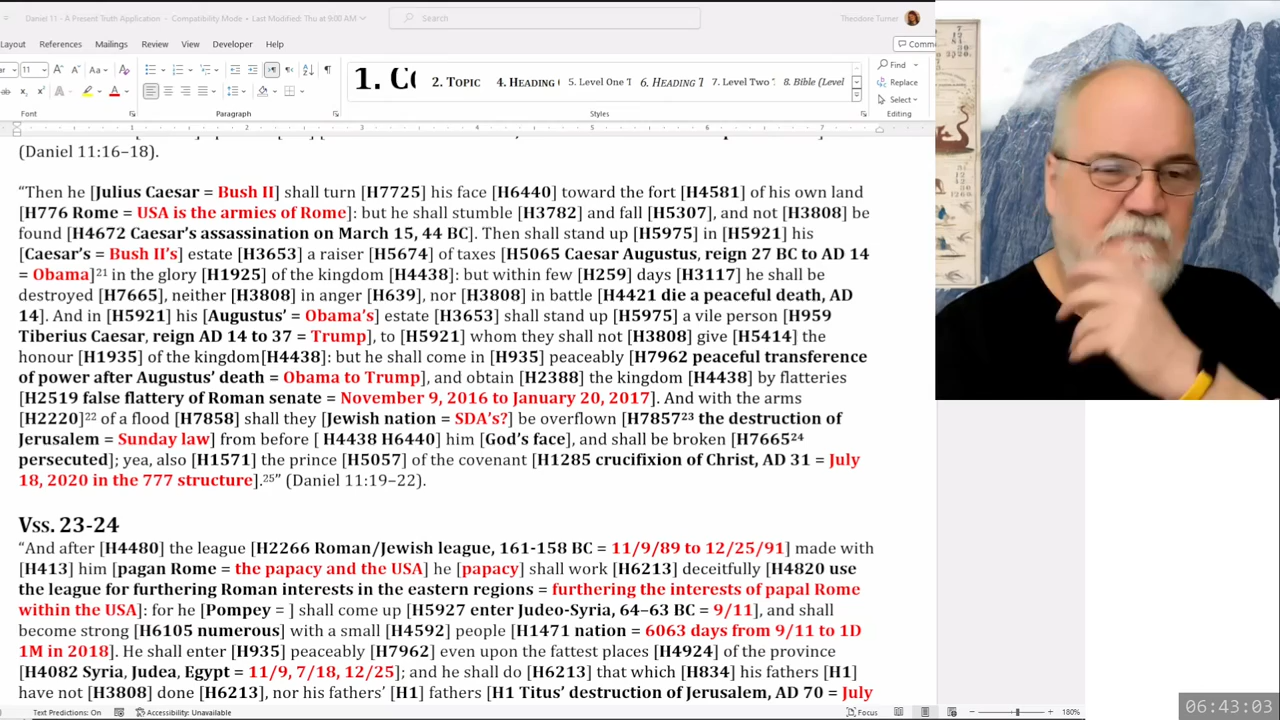 Daniel 11 - A Present Truth Application - Compatibility Mode • Last Modified: Thu at 9:00 AM
Search
Theodore Turner
Layout References Mailings Review View Developer Help
11
Aa
Find
Replace
Select
1. Co 2. Topic 4. Heading 5. Level One T 6. Heading T 7. Level Two T 8. Bible (Level
Font Paragraph Styles Editing
1 2 3 4 5 6 7
(Daniel 11:16–18).
“Then he [Julius Caesar = Bush II] shall turn [H7725] his face [H6440] toward the fort [H4581] of his own land
[H776 Rome = USA is the armies of Rome]: but he shall stumble [H3782] and fall [H5307], and not [H3808] be
found [H4672 Caesar’s assassination on March 15, 44 BC]. Then shall stand up [H5975] in [H5921] his
[Caesar’s = Bush II’s] estate [H3653] a raiser [H5674] of taxes [H5065 Caesar Augustus, reign 27 BC to AD 14
= Obama]21 in the glory [H1925] of the kingdom [H4438]: but within few [H259] days [H3117] he shall be
destroyed [H7665], neither [H3808] in anger [H639], nor [H3808] in battle [H4421 die a peaceful death, AD
14]. And in [H5921] his [Augustus’ = Obama’s] estate [H3653] shall stand up [H5975] a vile person [H959
Tiberius Caesar, reign AD 14 to 37 = Trump], to [H5921] whom they shall not [H3808] give [H5414] the
honour [H1935] of the kingdom[H4438]: but he shall come in [H935] peaceably [H7962 peaceful transference
of power after Augustus’ death = Obama to Trump], and obtain [H2388] the kingdom [H4438] by flatteries
[H2519 false flattery of Roman senate = November 9, 2016 to January 20, 2017]. And with the arms
[H2220]22 of a flood [H7858] shall they [Jewish nation = SDA’s?] be overflown [H785723 the destruction of
Jerusalem = Sunday law] from before [ H4438 H6440] him [God’s face], and shall be broken [H766524
persecuted]; yea, also [H1571] the prince [H5057] of the covenant [H1285 crucifixion of Christ, AD 31 = July
18, 2020 in the 777 structure].25” (Daniel 11:19–22).
Vss. 23-24
“And after [H4480] the league [H2266 Roman/Jewish league, 161-158 BC = 11/9/89 to 12/25/91] made with
[H413] him [pagan Rome = the papacy and the USA] he [papacy] shall work [H6213] deceitfully [H4820 use
the league for furthering Roman interests in the eastern regions = furthering the interests of papal Rome
within the USA]: for he [Pompey = ] shall come up [H5927 enter Judeo-Syria, 64–63 BC = 9/11], and shall
become strong [H6105 numerous] with a small [H4592] people [H1471 nation = 6063 days from 9/11 to 1D
1M in 2018]. He shall enter [H935] peaceably [H7962] even upon the fattest places [H4924] of the province
[H4082 Syria, Judea, Egypt = 11/9, 7/18, 12/25]; and he shall do [H6213] that which [H834] his fathers [H1]
have not [H3808] done [H6213], nor his fathers’ [H1] fathers [H1 Titus’ destruction of Jerusalem, AD 70 = July
Text Predictions: On Accessibility: Unavailable Focus 180%
06:43:03